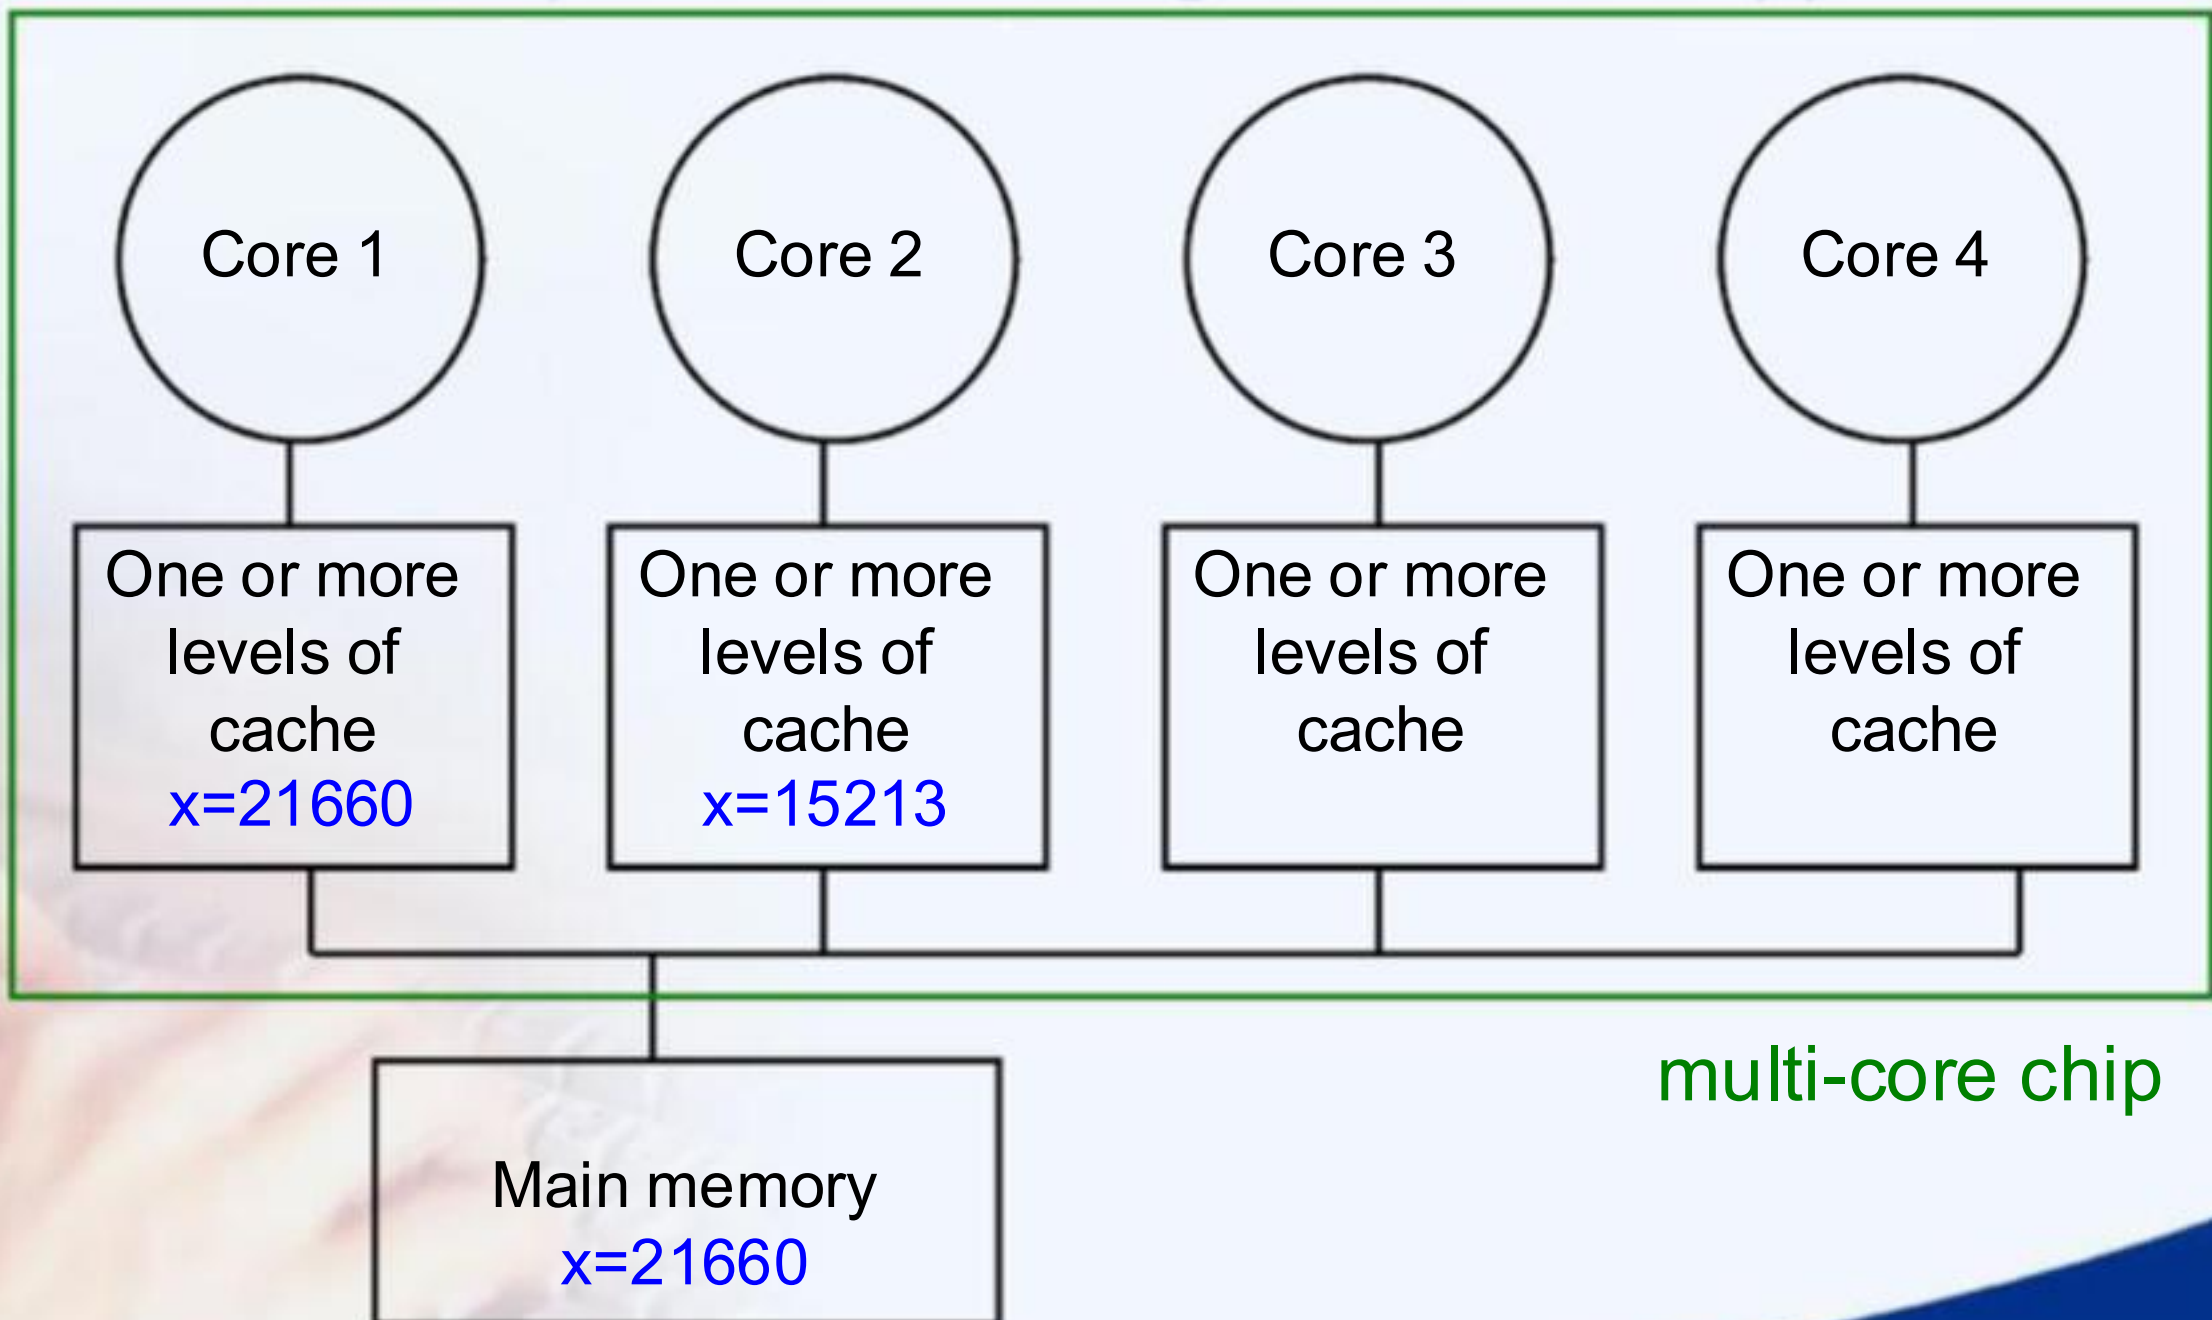 Core 1
Core 2
Core 3
Core 4
One or more
levels of
cache
x=21660
One or more
levels of
cache
x=15213
One or more
levels of
cache
One or more
levels of
cache
multi-core chip
Main memory
x=21660